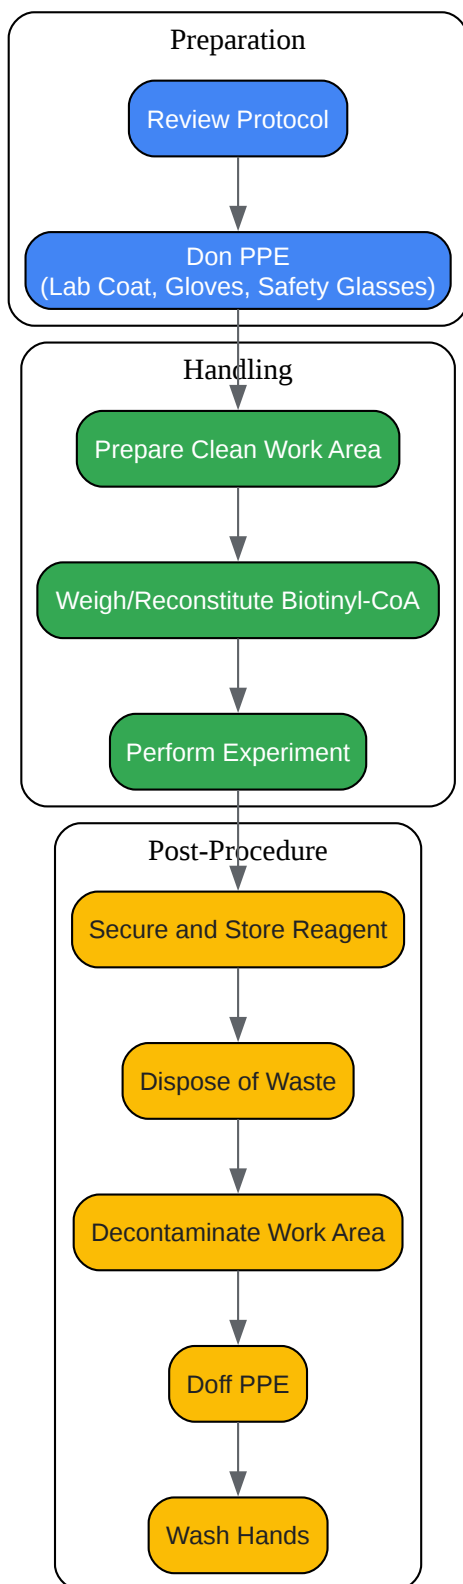 Preparation
Review Protocol
Don PPE
(Lab Coat, Gloves, Safety Glasses)
Handling
Prepare Clean Work Area
Weigh/Reconstitute Biotinyl-CoA
Perform Experiment
Post-Procedure
Secure and Store Reagent
Dispose of Waste
Decontaminate Work Area
Doff PPE
Wash Hands